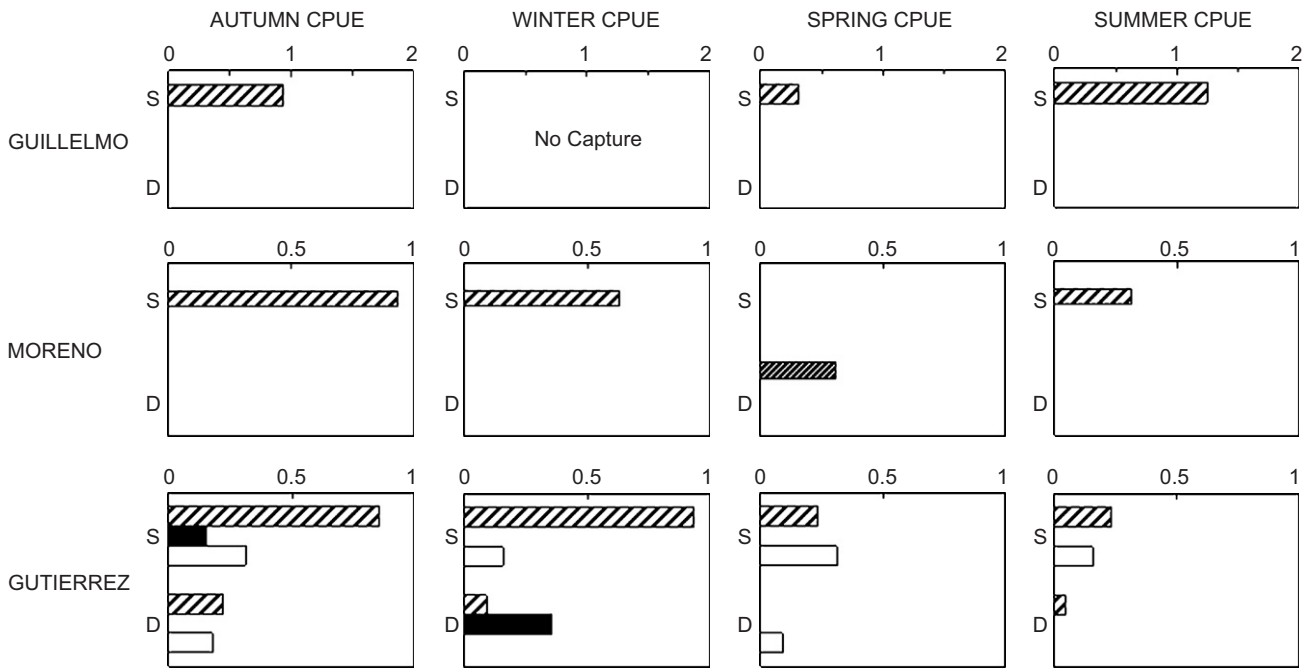 AUTUMN CPUE WINTER CPUE SPRING CPUE SUMMER CPUE
0 1 2 0 1 2 0 1 2 0 1 2
S S S S
GUILLELMO No Capture
D D D D
0 0.5 1 0 0.5 1 0 0.5 1 0 0.5 1
S S S S
MORENO
D D D D
0 0.5 1 0 0.5 1 0 0.5 1 0 0.5 1
S S S S
GUTIERREZ
D D D D